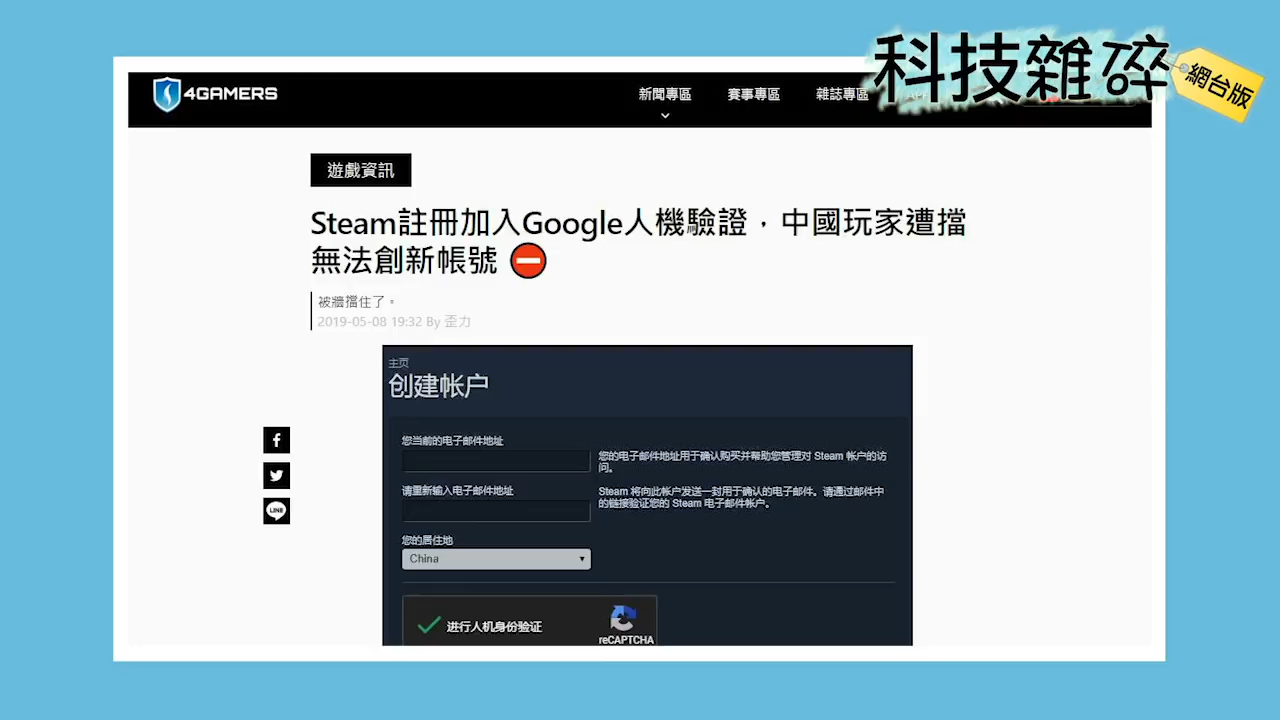 科技雜碎
網台版
4GAMERS
新聞專區
賽事專區
雜誌專區
遊戲資訊
Steam註冊加入Google人機驗證，中國玩家遭擋
無法創新帳號 ⛔
被牆擋住了。
2019-05-08 19:32 By 歪力
主页
创建帐户
您当前的电子邮件地址
您的电子邮件地址用于确认购买并帮助您管理对 Steam 帐户的访
问。
请重新输入电子邮件地址
Steam 将向此帐户发送一封用于确认的电子邮件。请通过邮件中
的链接验证您的 Steam 电子邮件帐户。
您的居住地
China
进行人机身份验证
reCAPTCHA
LINE